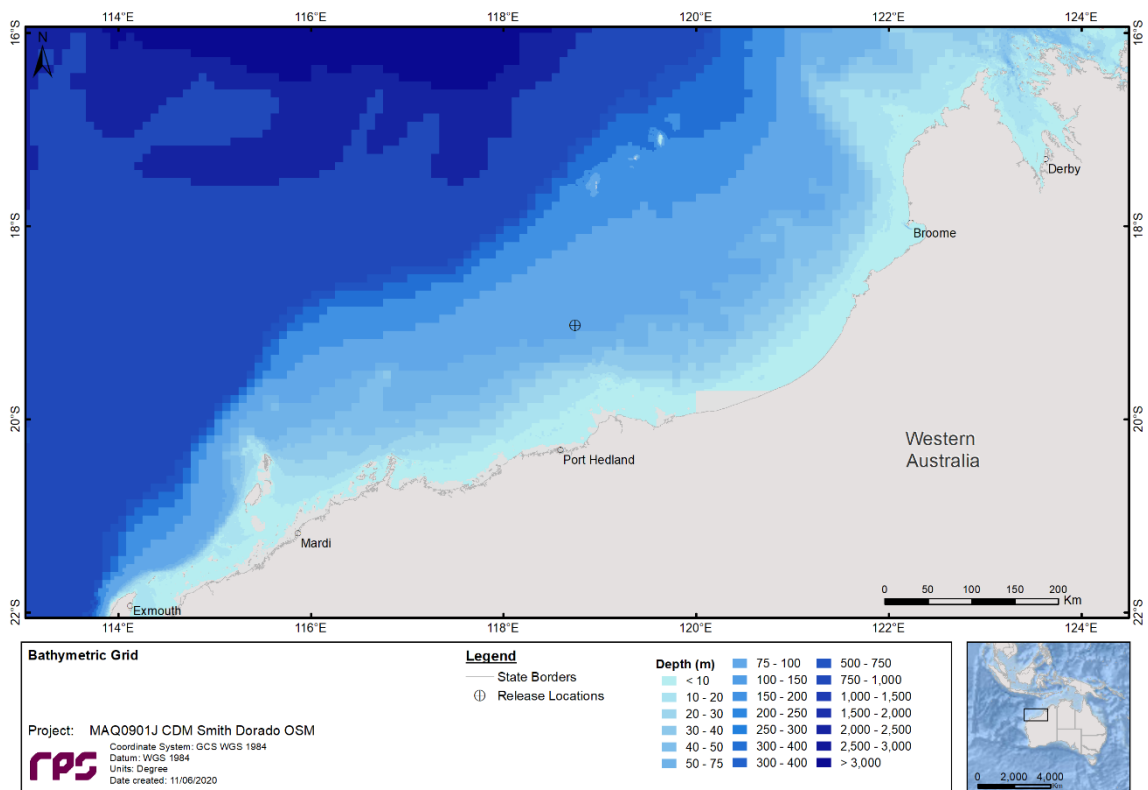 114°E 116°E 118°E 120°E 122°E 124°E
16°S 16°S
N
Derby
18°S 18°S
Broome
20°S 20°S
Western
Australia
Port Hedland
Mardi
0 50 100 150 200
Km
Exmouth
22°S 22°S
114°E 116°E 118°E 120°E 122°E 124°E
Bathymetric Grid
Project: MAQ0901J CDM Smith Dorado OSM
rps
Coordinate System: GCS WGS 1984
Datum: WGS 1984
Units: Degree
Date created: 11/06/2020
Legend
State Borders
Release Locations
Depth (m)
< 10
10 - 20
20 - 30
30 - 40
40 - 50
50 - 75
75 - 100
100 - 150
150 - 200
200 - 250
250 - 300
300 - 400
300 - 400
500 - 750
750 - 1,000
1,000 - 1,500
1,500 - 2,000
2,000 - 2,500
2,500 - 3,000
> 3,000
0 2,000 4,000
Km